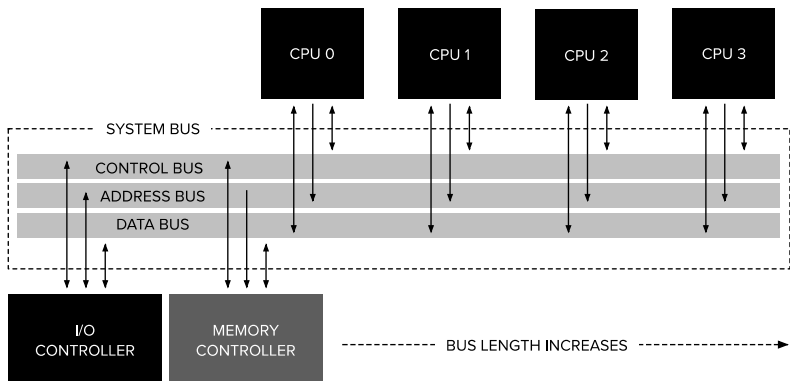 CPU 0
CPU 1
CPU 2
CPU 3
SYSTEM BUS
CONTROL BUS
ADDRESS BUS
DATA BUS
I/O
CONTROLLER
MEMORY
CONTROLLER
BUS LENGTH INCREASES